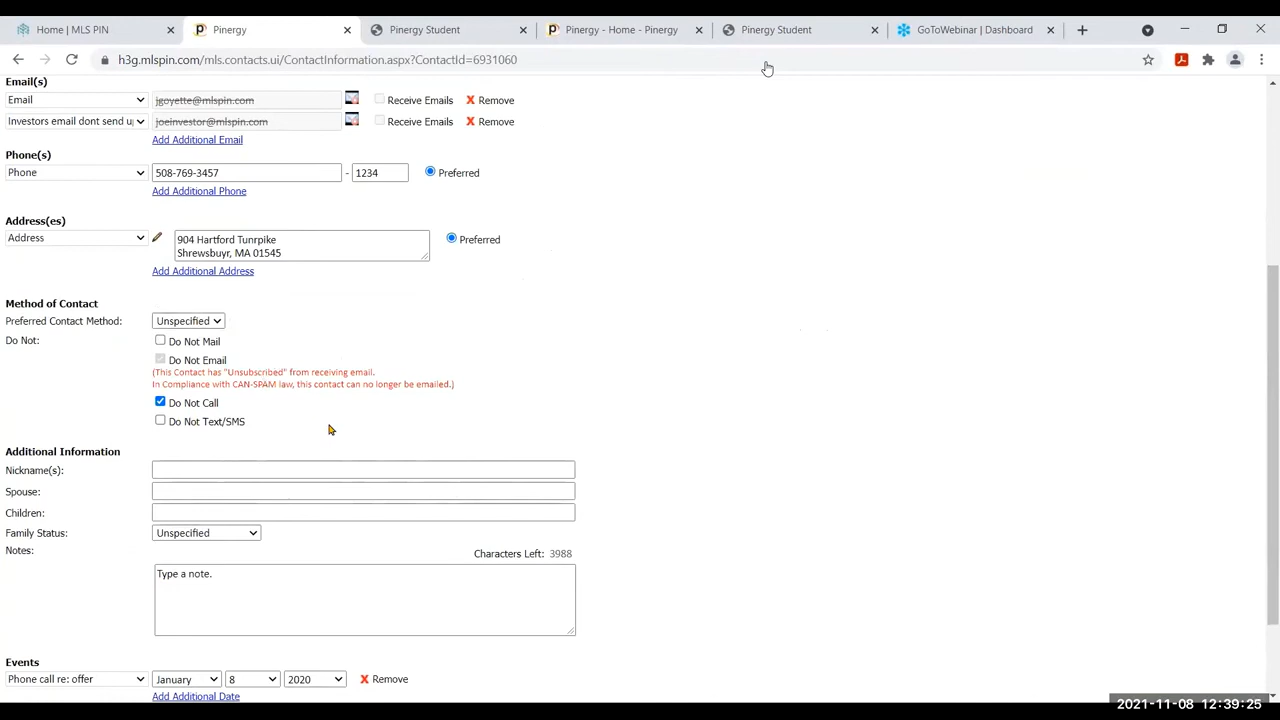 Home | MLS PIN
Pinergy
Pinergy Student
Pinergy - Home - Pinergy
Pinergy Student
GoToWebinar | Dashboard
h3g.mlspin.com/mls.contacts.ui/ContactInformation.aspx?ContactId=6831060
Email(s)
Email jgoyette@mlspin.com Receive Emails X Remove
Investors email dont send up joeinvestor@mlspin.com Receive Emails X Remove
Add Additional Email
Phone(s)
Phone 508-769-3457 - 1234 Preferred
Add Additional Phone
Address(es)
Address 904 Hartford Tunrpike Preferred
Shrewsbuyr, MA 01545
Add Additional Address
Method of Contact
Preferred Contact Method: Unspecified
Do Not: Do Not Mail
Do Not Email
(This Contact has "Unsubscribed" from receiving email.
In Compliance with CAN-SPAM law, this contact can no longer be emailed.)
Do Not Call
Do Not Text/SMS
Additional Information
Nickname(s):
Spouse:
Children:
Family Status: Unspecified
Notes: Characters Left: 3988
Type a note.
Events
Phone call re: offer January 8 2020 X Remove
Add Additional Date
2021-11-08 12:39:25